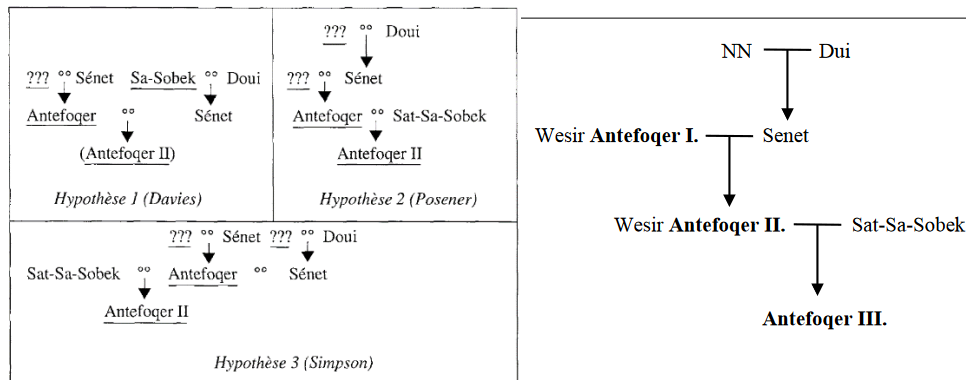 ??? °° Sénet Sa-Sobek °° Doui
Antefoqer °° Sénet
(Antefoqer II)
Hypothèse 1 (Davies)
??? °° Doui
??? °° Sénet
Antefoqer °° Sat-Sa-Sobek
Antefoqer II
Hypothèse 2 (Posener)
??? °° Sénet ??? °° Doui
Sat-Sa-Sobek °° Antefoqer °° Sénet
Antefoqer II
Hypothèse 3 (Simpson)
NN Dui
Wesir Antefoqer I. Senet
Wesir Antefoqer II. Sat-Sa-Sobek
Antefoqer III.